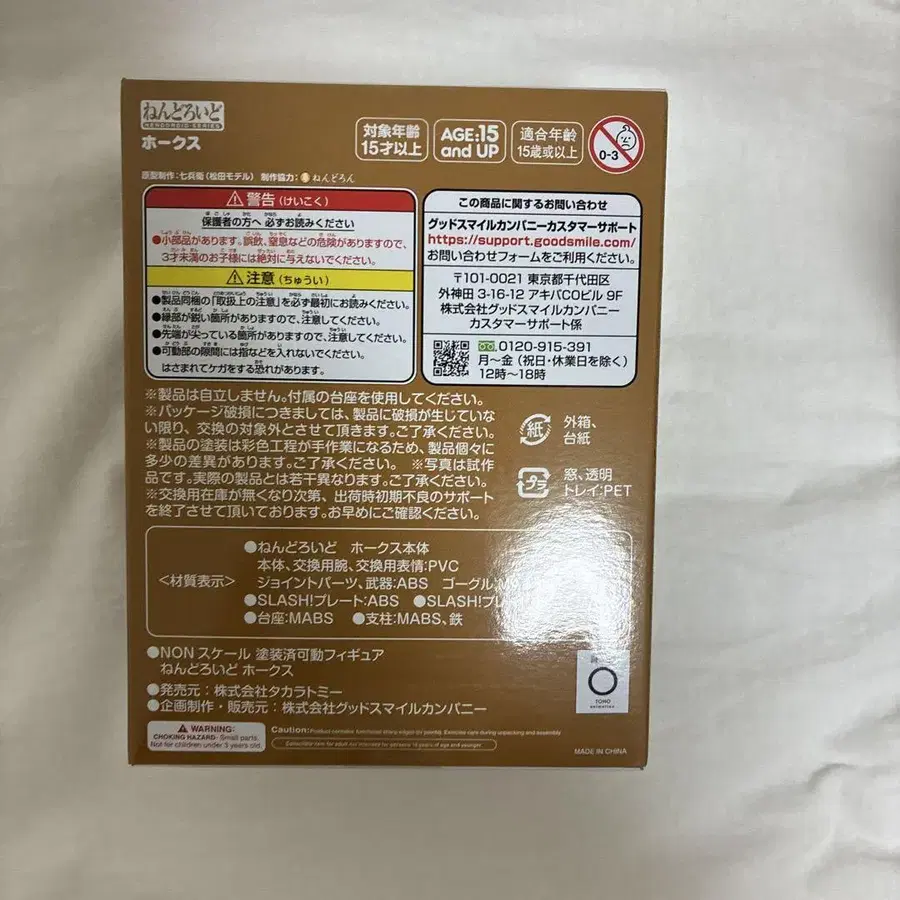 ねんどろいど
NENDOROID SERIES
ホークス
対象年齢
15才以上
AGE:15
and UP
適合年齡
15歳或以上
0-3
原型制作:七兵衛(松田モデル) 制作協力: ねんどろん
警告(けいこく)
保護者の方へ 必ずお読みください
●小部品があります。誤飲、窒息などの危険がありますので、
3才未満のお子様には絶対に与えないでください。
注意(ちゅうい)
●製品同梱の「取扱上の注意」を必ず最初にお読みください。
●縁部が鋭い箇所がありますので、注意してください。
●先端が尖っている箇所がありますので、注意してください。
●可動部の隙間には指などを入れないでください。
はさまれてケガをする恐れがあります。
この商品に関するお問い合わせ
グッドスマイルカンパニーカスタマーサポート
https://support.goodsmile.com/
お問い合わせフォームをご利用ください。
〒101-0021 東京都千代田区
外神田 3-16-12 アキバCOビル 9F
株式会社グッドスマイルカンパニー
カスタマーサポート係
0120-915-391
月〜金(祝日・休業日を除く)
12時〜18時
※製品は自立しません。付属の台座を使用してください。
※パッケージ破損につきましては、製品に破損が生じていな
い限り、交換の対象外とさせて頂きます。ご了承ください。
※製品の塗装は彩色工程が手作業になるため、製品個々に
多少の差異があります。ご了承ください。 ※写真は試作
品です。実際の製品とは若干異なります。ご了承ください。
※交換用在庫が無くなり次第、出荷時初期不良のサポート
を終了させて頂いております。お早めにご確認ください。
紙
外箱、
台紙
プラ
窓、透明
トレイ:PET
<材質表示>
●ねんどろいど ホークス本体
本体、交換用腕、交換用表情:PVC
ジョイントパーツ、武器:ABS ゴーグル:
●SLASH!プレート:ABS ●SLASH!
●台座:MABS ●支柱:MABS、鉄
●NONスケール 塗装済可動フィギュア
ねんどろいど ホークス
●発売元:株式会社タカラトミー
●企画制作・販売元:株式会社グッドスマイルカンパニー
TOHO
animation
WARNING:
CHOKING HAZARD- Small parts.
Not for children under 3 years old.
Caution: Product contains functional sharp edges (or points). Exercise care during unpacking and assembly
MADE IN CHINA